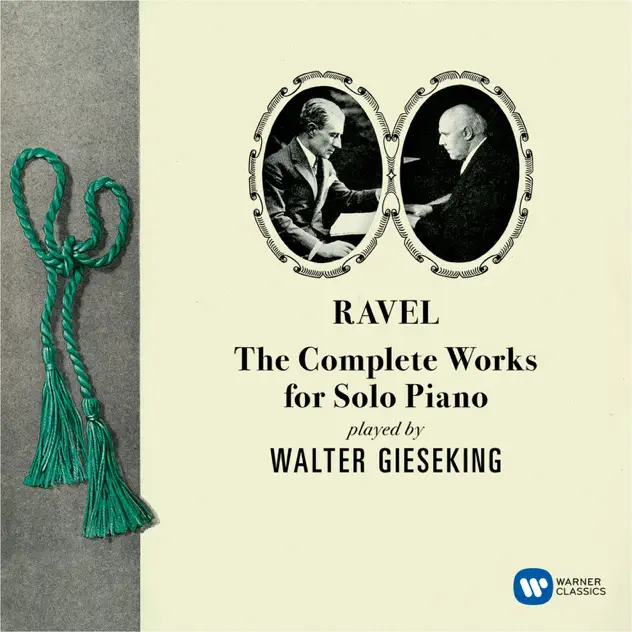 RAVEL
The Complete Works
for Solo Piano
played by
WALTER GIESEKING
WARNER
CLASSICS